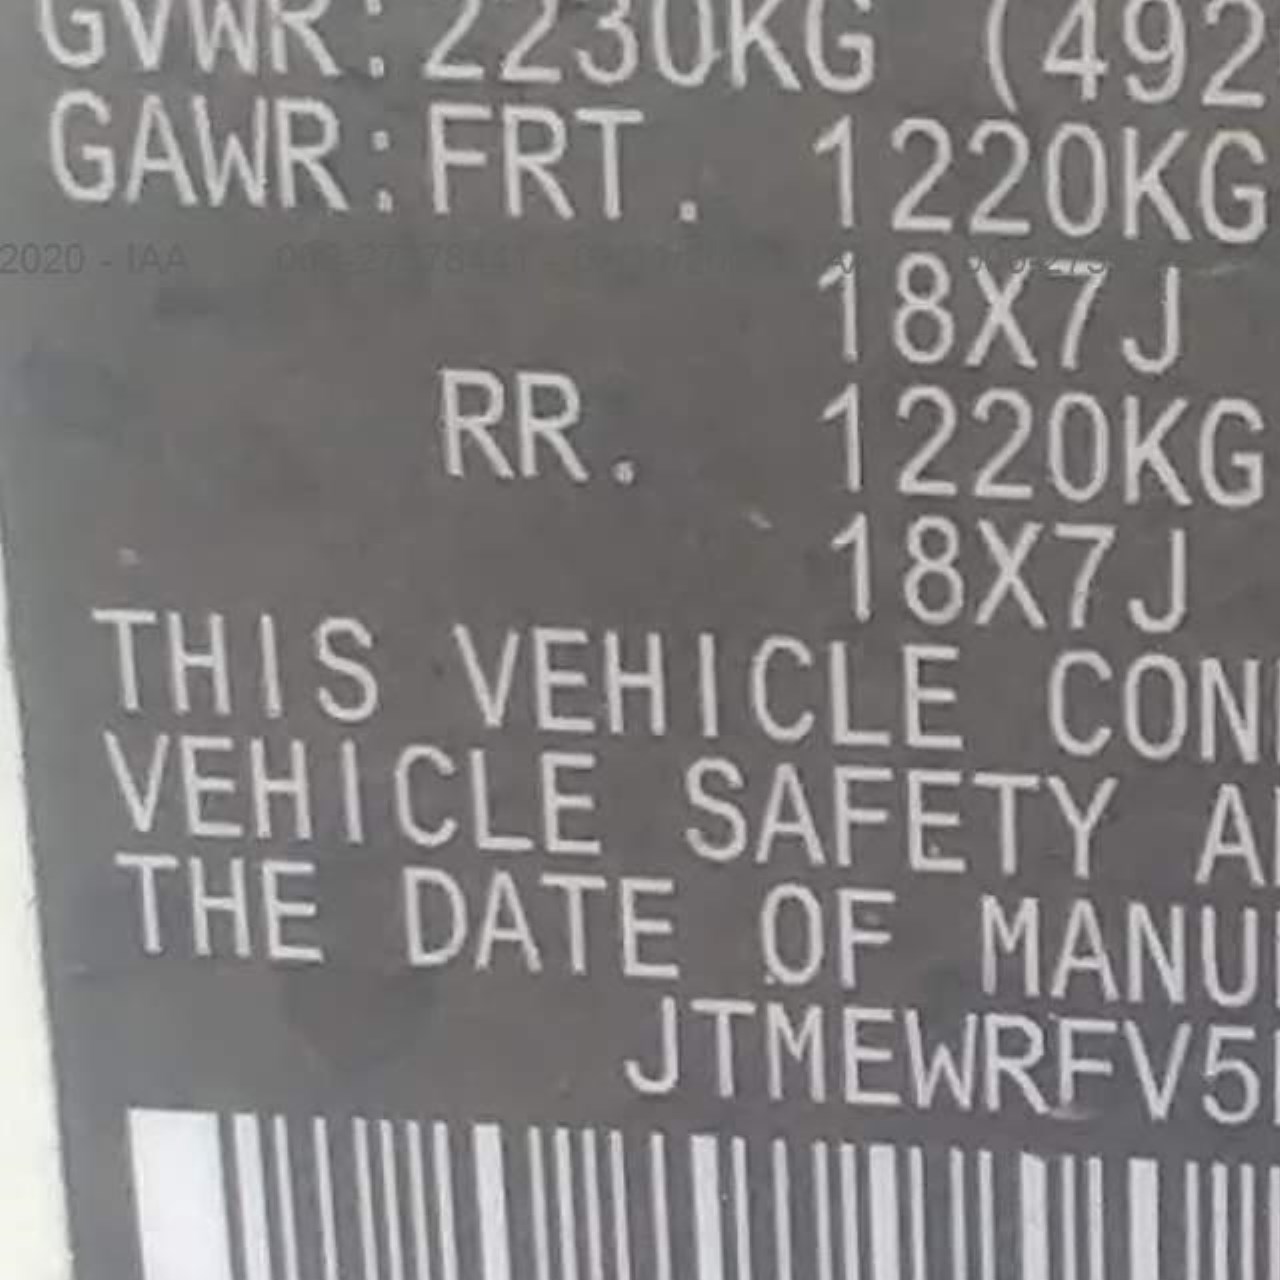 GVWR:2230KG (492
GAWR:FRT. 1220KG
2020 - IAA
18X7J
RR. 1220KG
18X7J
THIS VEHICLE CON
VEHICLE SAFETY A
THE DATE OF MANU
JTMEWRFV5